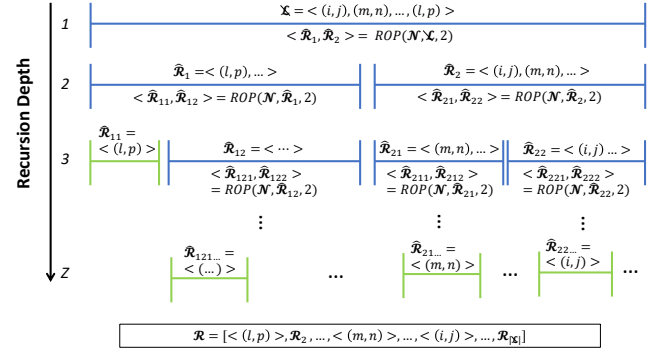 Recursion Depth
1
𝔏 = < (i, j), (m, n), … , (l, p) >
< 𝓡̂₁, 𝓡̂₂ > = ROP(𝓝, 𝔏, 2)
2
𝓡̂₁ =< (l, p), … >
𝓡̂₂ = < (i, j), (m, n), … >
< 𝓡̂₁₁, 𝓡̂₁₂ > = ROP(𝓝, 𝓡̂₁, 2)
< 𝓡̂₂₁, 𝓡̂₂₂ > = ROP(𝓝, 𝓡̂₂, 2)
3
𝓡̂₁₁ =
< (l, p) >
𝓡̂₁₂ = < ⋯ >
< 𝓡̂₁₂₁, 𝓡̂₁₂₂ >
= ROP(𝓝, 𝓡̂₁₂, 2)
𝓡̂₂₁ = < (m, n), … >
< 𝓡̂₂₁₁, 𝓡̂₂₁₂ >
= ROP(𝓝, 𝓡̂₂₁, 2)
𝓡̂₂₂ = < (i, j) … >
< 𝓡̂₂₂₁, 𝓡̂₂₂₂ >
= ROP(𝓝, 𝓡̂₂₂, 2)
⋮ ⋮ ⋮
Z
𝓡̂₁₂₁… =
< (…) >
…
𝓡̂₂₁… =
< (m, n) >
…
𝓡̂₂₂… =
< (i, j) >
…
𝓡 = [< (l, p) >, 𝓡₂ , … , < (m, n) >, … , < (i, j) >, … , 𝓡|𝔏|]